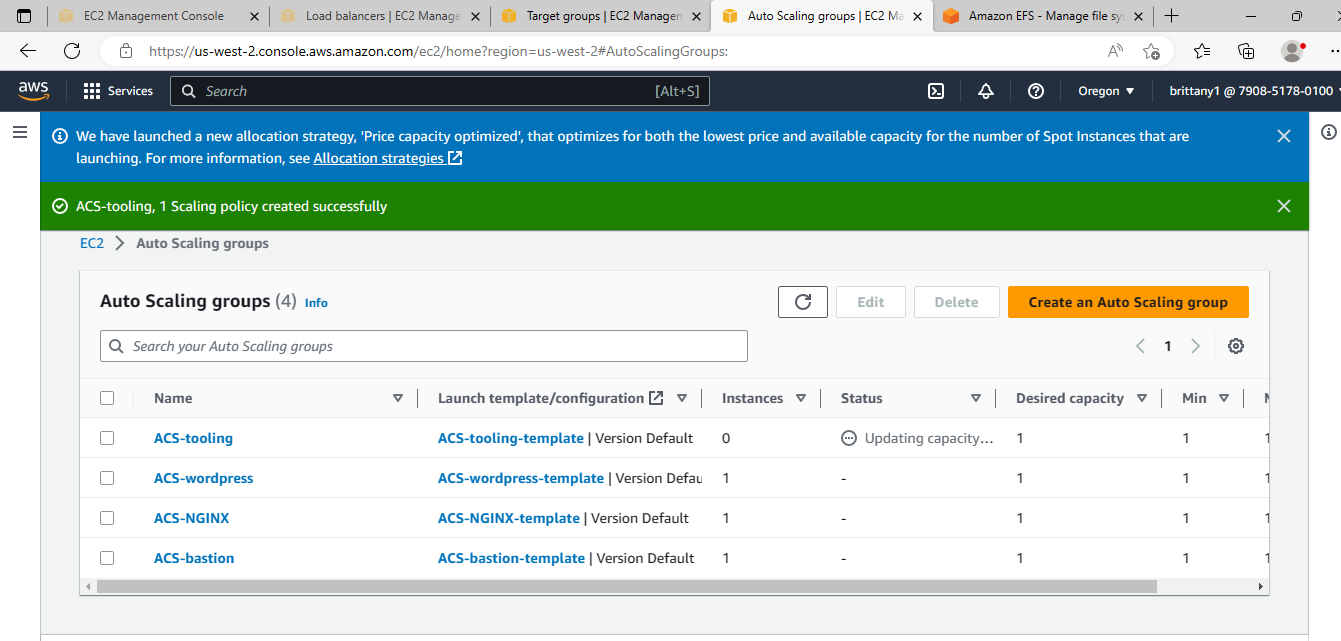 EC2 Management Console
Load balancers | EC2 Manage
Target groups | EC2 Managem
Auto Scaling groups | EC2 Ma
Amazon EFS - Manage file sys
https://us-west-2.console.aws.amazon.com/ec2/home?region=us-west-2#AutoScalingGroups:
aws
Services
Search
[Alt+S]
Oregon
brittany1 @ 7908-5178-0100
We have launched a new allocation strategy, 'Price capacity optimized', that optimizes for both the lowest price and available capacity for the number of Spot Instances that are
launching. For more information, see Allocation strategies
ACS-tooling, 1 Scaling policy created successfully
EC2 > Auto Scaling groups
Auto Scaling groups (4) Info
Edit
Delete
Create an Auto Scaling group
Search your Auto Scaling groups
1
Name Launch template/configuration Instances Status Desired capacity Min
ACS-tooling ACS-tooling-template | Version Default 0 Updating capacity... 1 1 1
ACS-wordpress ACS-wordpress-template | Version Defau 1 - 1 1 1
ACS-NGINX ACS-NGINX-template | Version Default 1 - 1 1 1
ACS-bastion ACS-bastion-template | Version Default 1 - 1 1 1